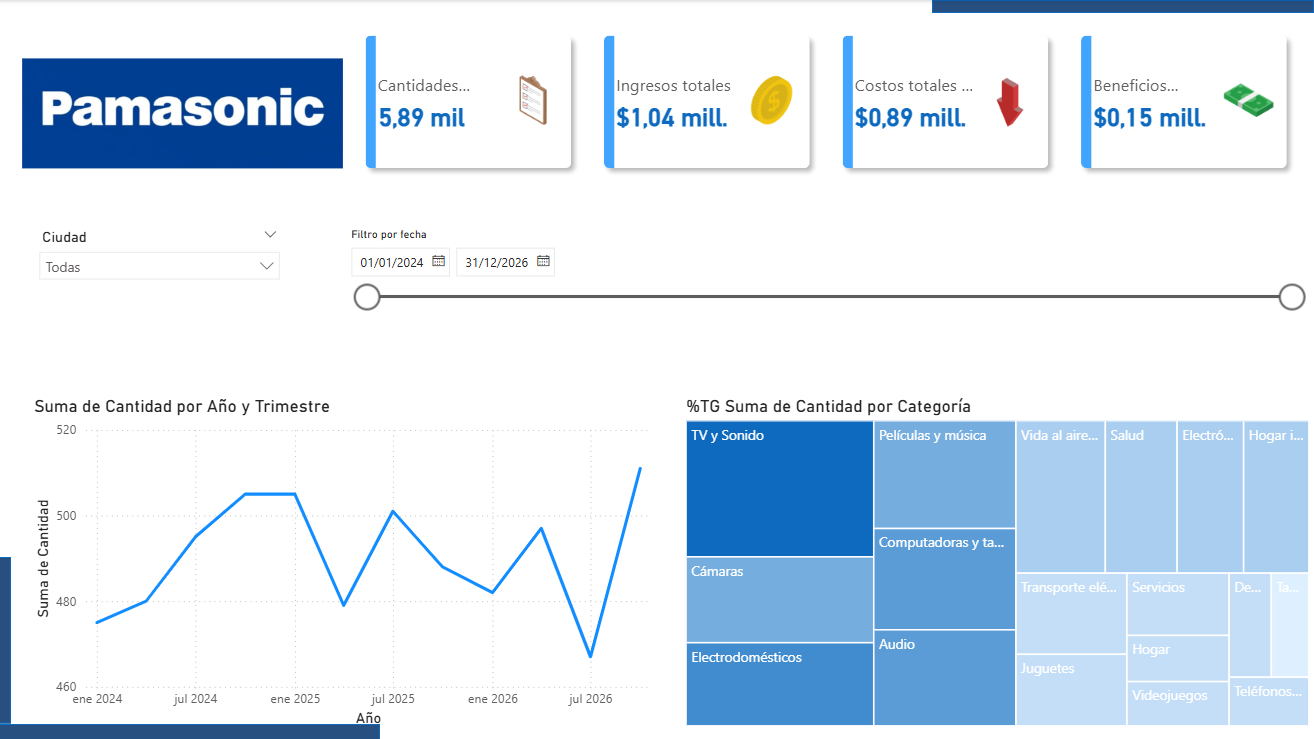 Pamasonic
Cantidades...
5,89 mil
Ingresos totales
$1,04 mill.
Costos totales ...
$0,89 mill.
Beneficios...
$0,15 mill.
Ciudad
Todas
Filtro por fecha
01/01/2024
31/12/2026
Suma de Cantidad por Año y Trimestre
520
500
480
460
Suma de Cantidad
ene 2024
jul 2024
ene 2025
jul 2025
ene 2026
jul 2026
Año
%TG Suma de Cantidad por Categoría
TV y Sonido
Cámaras
Electrodomésticos
Películas y música
Computadoras y ta...
Audio
Vida al aire...
Salud
Electró...
Hogar i...
Transporte elé...
Juguetes
Servicios
Hogar
Videojuegos
De...
Ta...
Teléfonos...